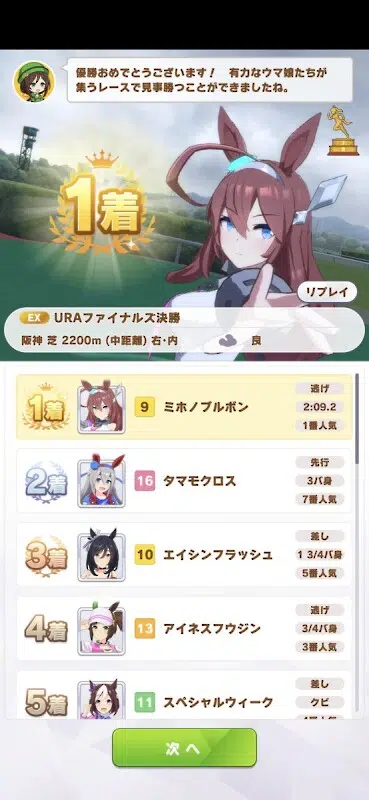 優勝おめでとうございます！　有力なウマ娘たちが
集うレースで見事勝つことができましたね。
1着
リプレイ
EX URAファイナルズ決勝
阪神 芝 2200m (中距離) 右・内 良
1着 9 ミホノブルボン 逃げ
2:09.2
1番人気
2着 16 タマモクロス 先行
3バ身
7番人気
3着 10 エイシンフラッシュ 差し
1 3/4バ身
5番人気
4着 13 アイネスフウジン 逃げ
3/4バ身
3番人気
5着 11 スペシャルウィーク 差し
クビ
次へ